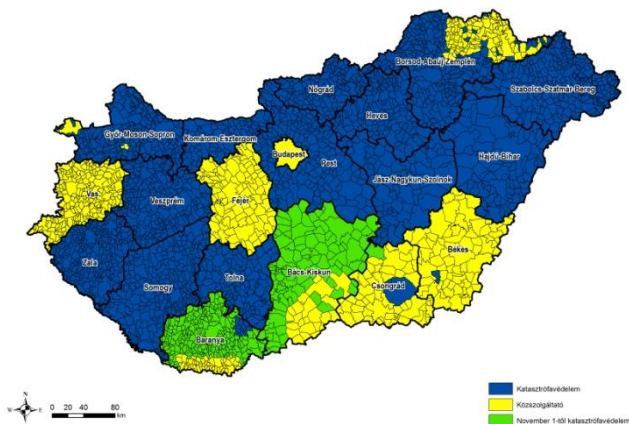 Borsod-Abaúj-Zemplén
Szabolcs-Szatmár-Bereg
Nógrád
Heves
Győr-Moson-Sopron
Komárom-Esztergom
Budapest
Pest
Hajdú-Bihar
Jász-Nagykun-Szolnok
Vas
Veszprém
Fejér
Békés
Zala
Somogy
Tolna
Bács-Kiskun
Csongrád
Baranya
N
W E
S
0 20 40 80
km
Katasztrófavédelem
Közszolgáltató
November 1-től katasztrófavédelem